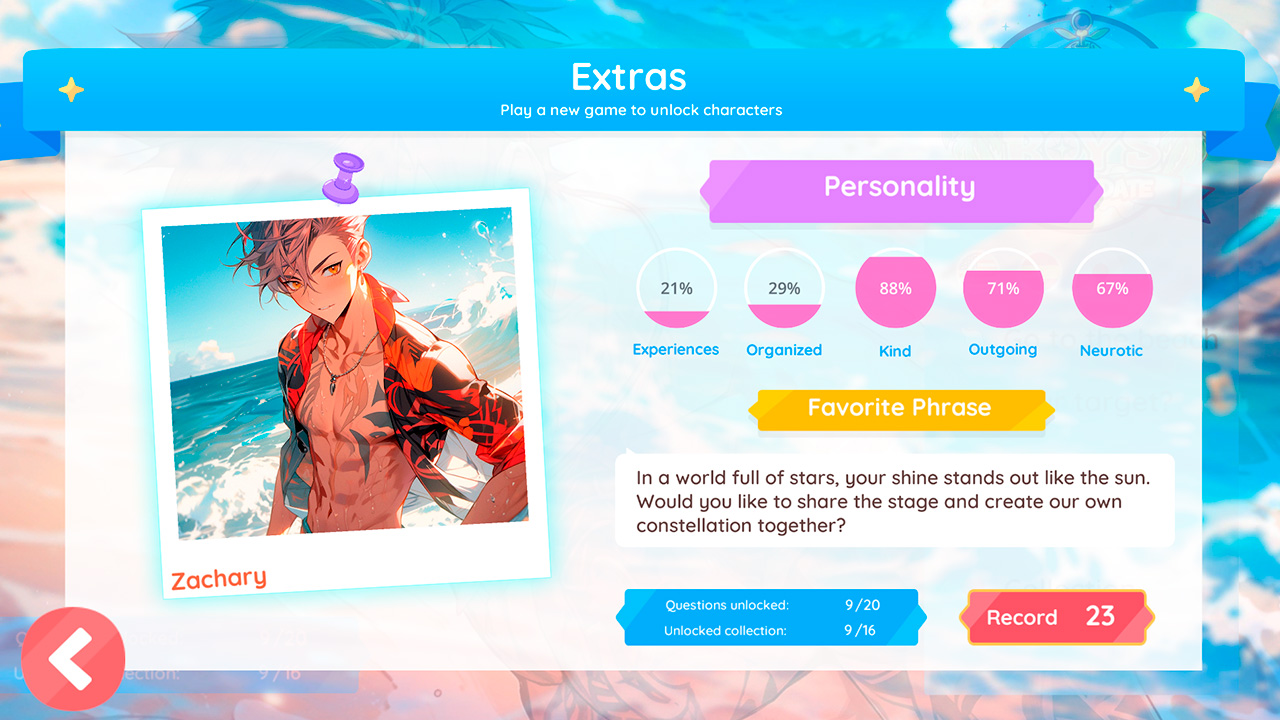 Extras
Play a new game to unlock characters
Personality
21% 29% 88% 71% 67%
Experiences Organized Kind Outgoing Neurotic
Favorite Phrase
In a world full of stars, your shine stands out like the sun.
Would you like to share the stage and create our own
constellation together?
Zachary
Questions unlocked: 9/20
Unlocked collection: 9/16
Record 23